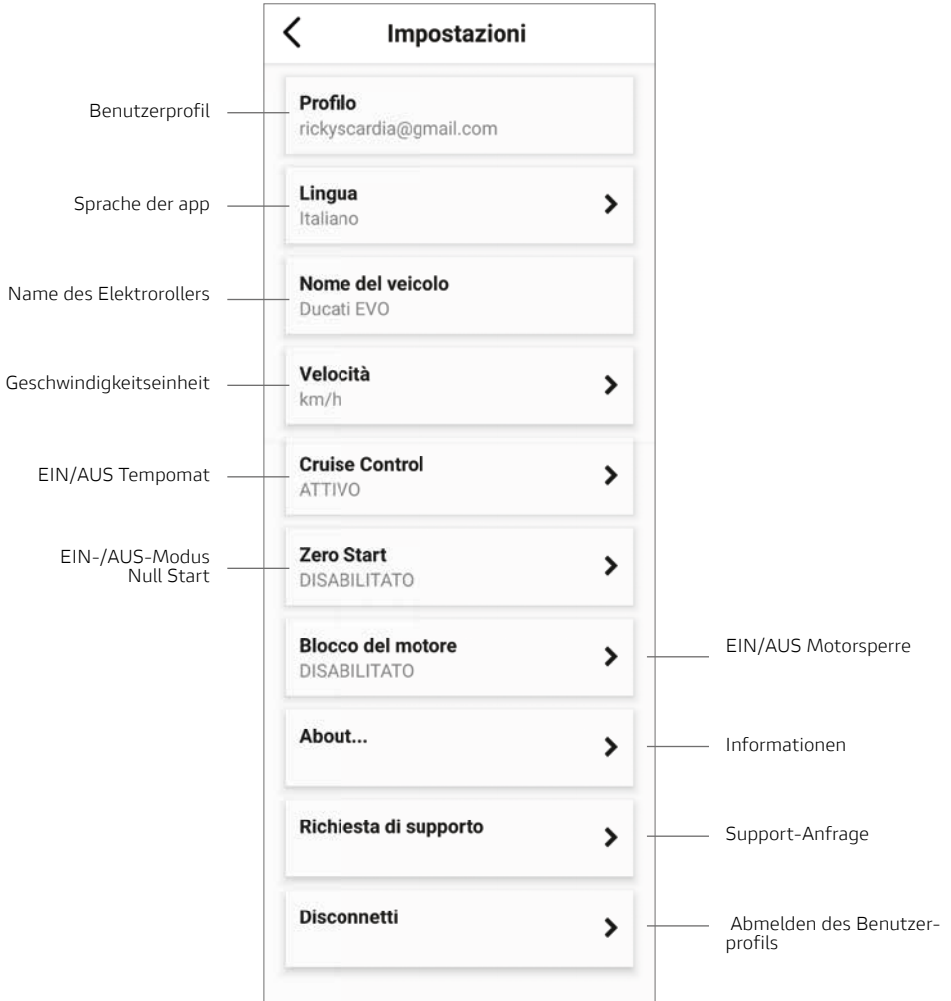 Impostazioni
Benutzerprofil
Profilo
rickyscardia@gmail.com
Sprache der app
Lingua
Italiano
Name des Elektrorollers
Nome del veicolo
Ducati EVO
Geschwindigkeitseinheit
Velocità
km/h
EIN/AUS Tempomat
Cruise Control
ATTIVO
EIN-/AUS-Modus
Null Start
Zero Start
DISABILITATO
Blocco del motore
DISABILITATO
EIN/AUS Motorsperre
About...
Informationen
Richiesta di supporto
Support-Anfrage
Disconnetti
Abmelden des Benutzer-
profils